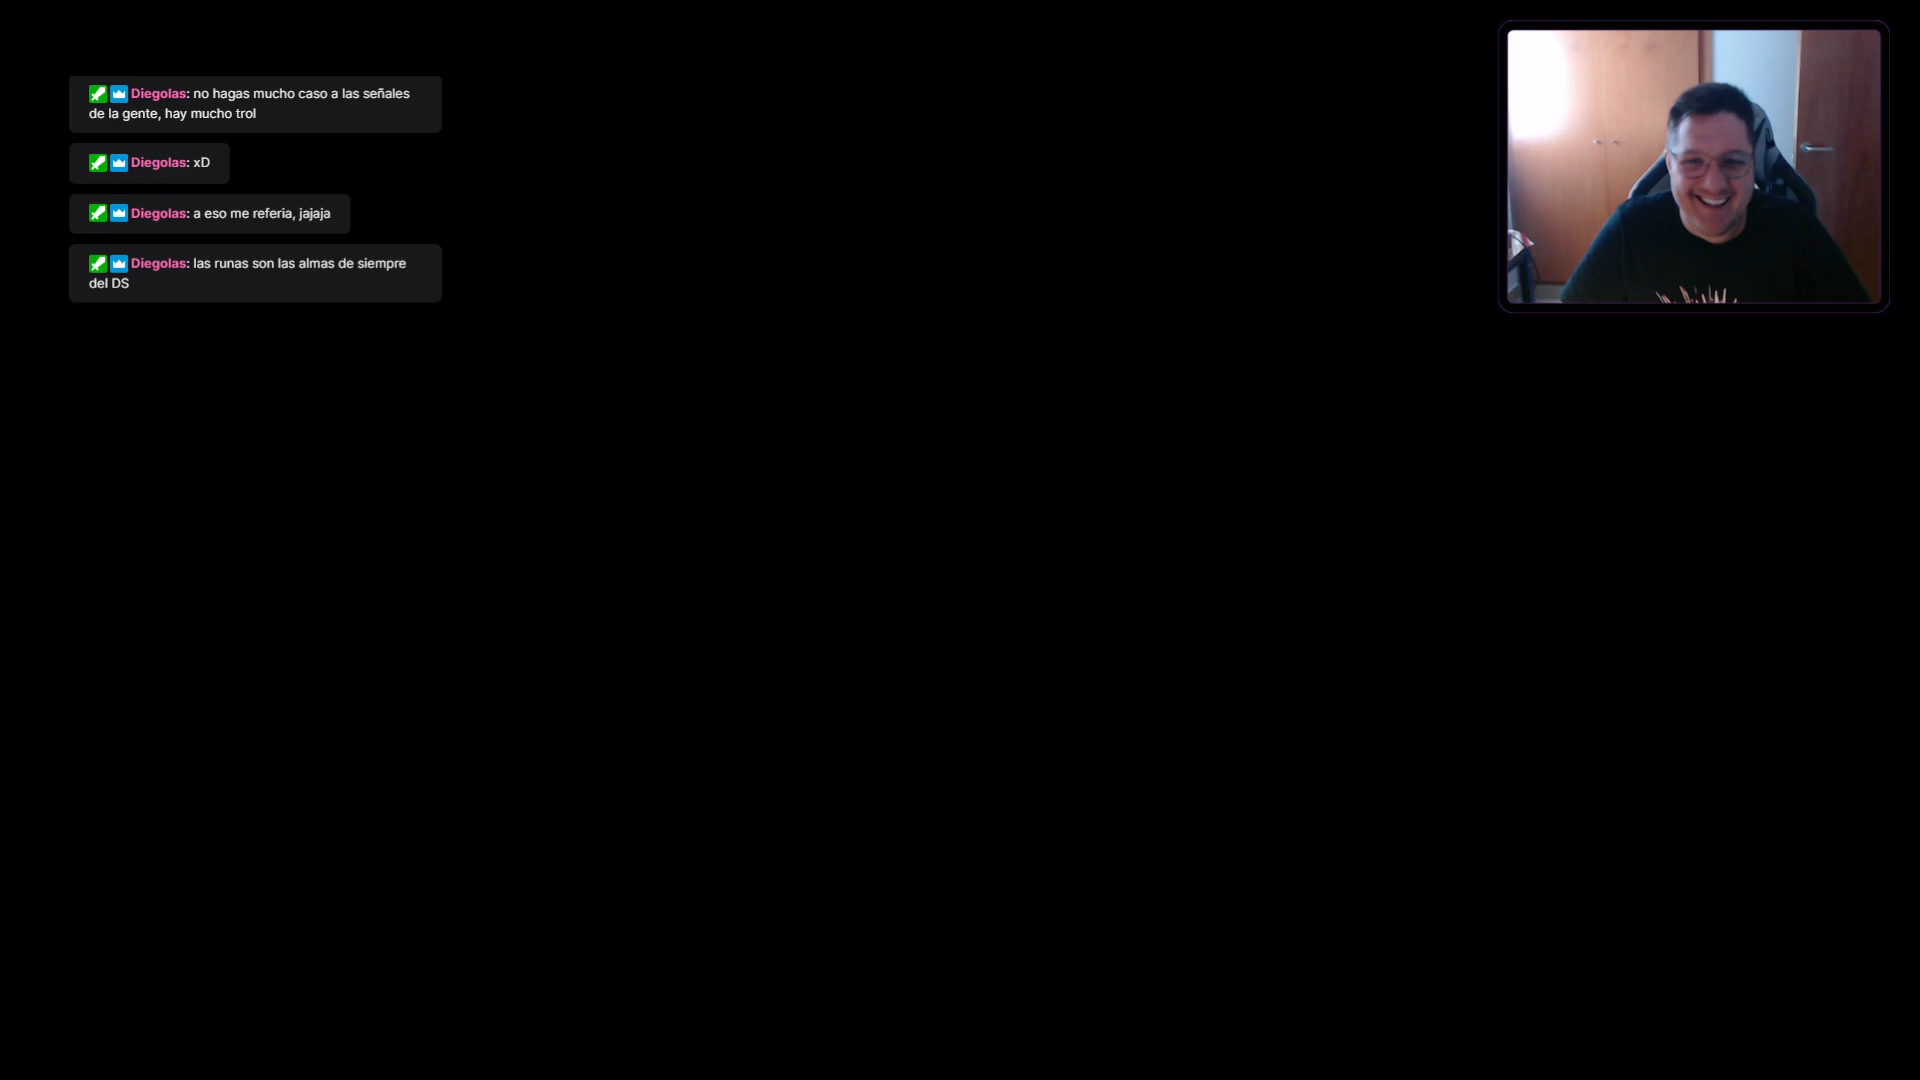 Diegolas: no hagas mucho caso a las señales
de la gente, hay mucho trol
Diegolas: xD
Diegolas: a eso me referia, jajaja
Diegolas: las runas son las almas de siempre
del DS